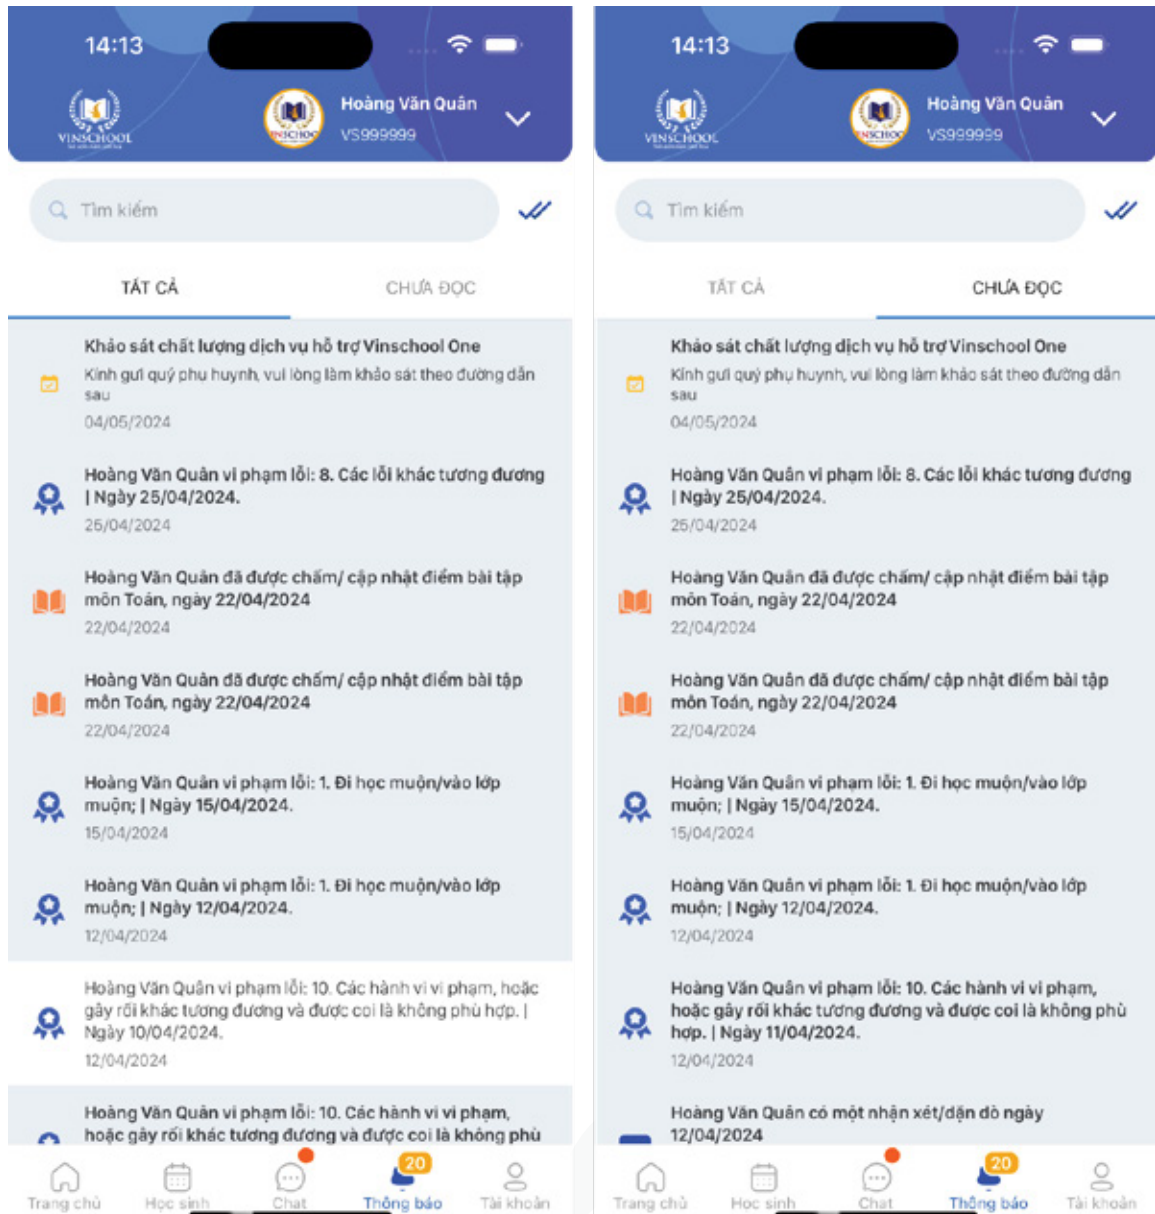 14:13
VINSCHOOL
Hoàng Văn Quân
VS999999
Tìm kiếm
TẤT CẢ
CHƯA ĐỌC
Khảo sát chất lượng dịch vụ hỗ trợ Vinschool One
Kính gửi quý phụ huynh, vui lòng làm khảo sát theo đường dẫn
sau
04/05/2024
Hoàng Văn Quân vi phạm lỗi: 8. Các lỗi khác tương đương
| Ngày 25/04/2024.
25/04/2024
Hoàng Văn Quân đã được chấm/ cập nhật điểm bài tập
môn Toán, ngày 22/04/2024
22/04/2024
Hoàng Văn Quân đã được chấm/ cập nhật điểm bài tập
môn Toán, ngày 22/04/2024
22/04/2024
Hoàng Văn Quân vi phạm lỗi: 1. Đi học muộn/vào lớp
muộn; | Ngày 15/04/2024.
15/04/2024
Hoàng Văn Quân vi phạm lỗi: 1. Đi học muộn/vào lớp
muộn; | Ngày 12/04/2024.
12/04/2024
Hoàng Văn Quân vi phạm lỗi: 10. Các hành vi vi phạm, hoặc
gây rối khác tương đương và được coi là không phù hợp. |
Ngày 10/04/2024.
12/04/2024
Hoàng Văn Quân vi phạm lỗi: 10. Các hành vi vi phạm,
hoặc gây rối khác tương đương và được coi là không phù
20
Trang chủ
Học sinh
Chat
Thông báo
Tài khoản
14:13
VINSCHOOL
Hoàng Văn Quân
VS999999
Tìm kiếm
TẤT CẢ
CHƯA ĐỌC
Khảo sát chất lượng dịch vụ hỗ trợ Vinschool One
Kính gửi quý phụ huynh, vui lòng làm khảo sát theo đường dẫn
sau
04/05/2024
Hoàng Văn Quân vi phạm lỗi: 8. Các lỗi khác tương đương
| Ngày 25/04/2024.
25/04/2024
Hoàng Văn Quân đã được chấm/ cập nhật điểm bài tập
môn Toán, ngày 22/04/2024
22/04/2024
Hoàng Văn Quân đã được chấm/ cập nhật điểm bài tập
môn Toán, ngày 22/04/2024
22/04/2024
Hoàng Văn Quân vi phạm lỗi: 1. Đi học muộn/vào lớp
muộn; | Ngày 15/04/2024.
15/04/2024
Hoàng Văn Quân vi phạm lỗi: 1. Đi học muộn/vào lớp
muộn; | Ngày 12/04/2024.
12/04/2024
Hoàng Văn Quân vi phạm lỗi: 10. Các hành vi vi phạm,
hoặc gây rối khác tương đương và được coi là không phù
hợp. | Ngày 11/04/2024.
12/04/2024
Hoàng Văn Quân có một nhận xét/dặn dò ngày
12/04/2024
20
Trang chủ
Học sinh
Chat
Thông báo
Tài khoản